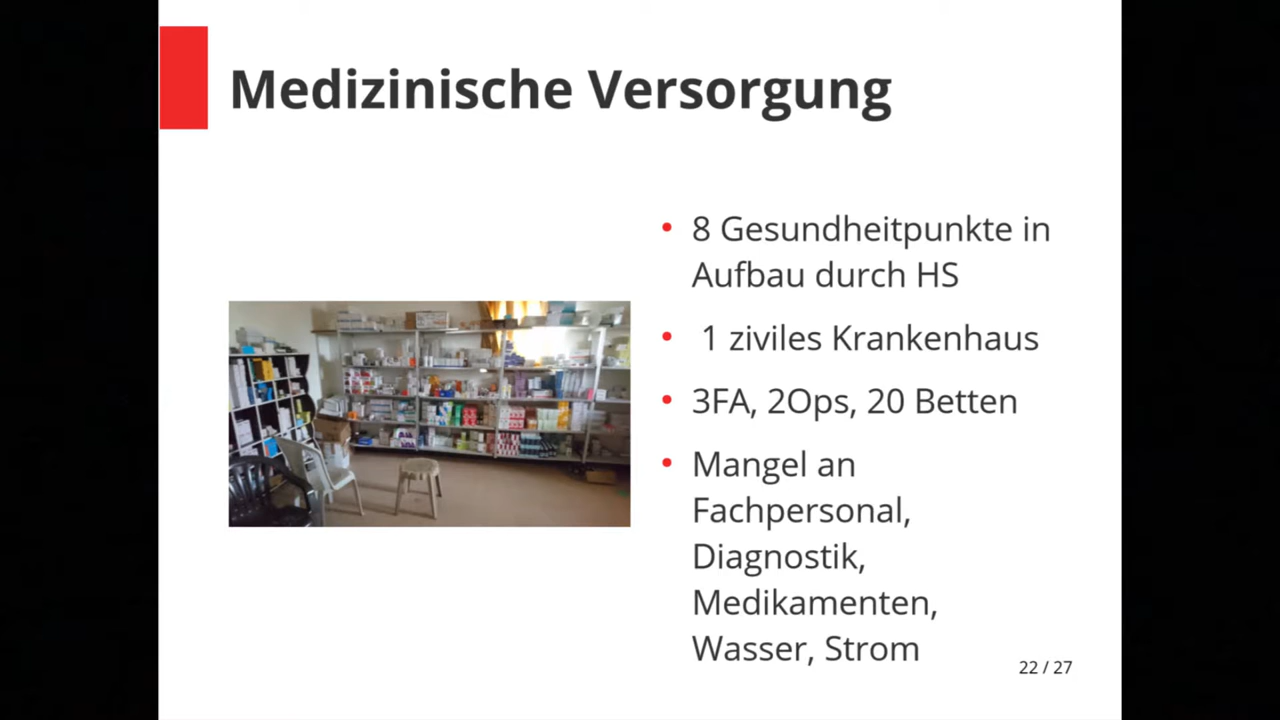 Medizinische Versorgung
• 8 Gesundheitpunkte in
Aufbau durch HS
• 1 ziviles Krankenhaus
• 3FA, 2Ops, 20 Betten
• Mangel an
Fachpersonal,
Diagnostik,
Medikamenten,
Wasser, Strom
22 / 27